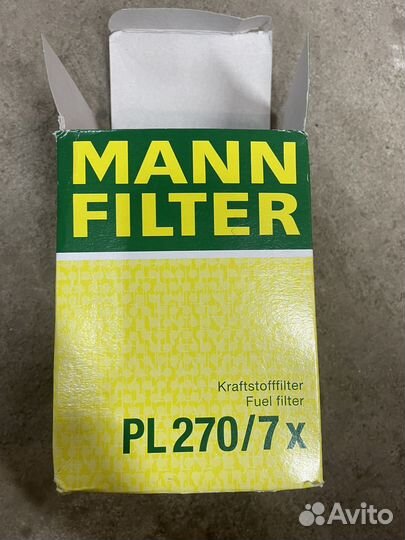 MANN
FILTER
Kraftstofffilter
Fuel filter
PL 270/7 x
Avito